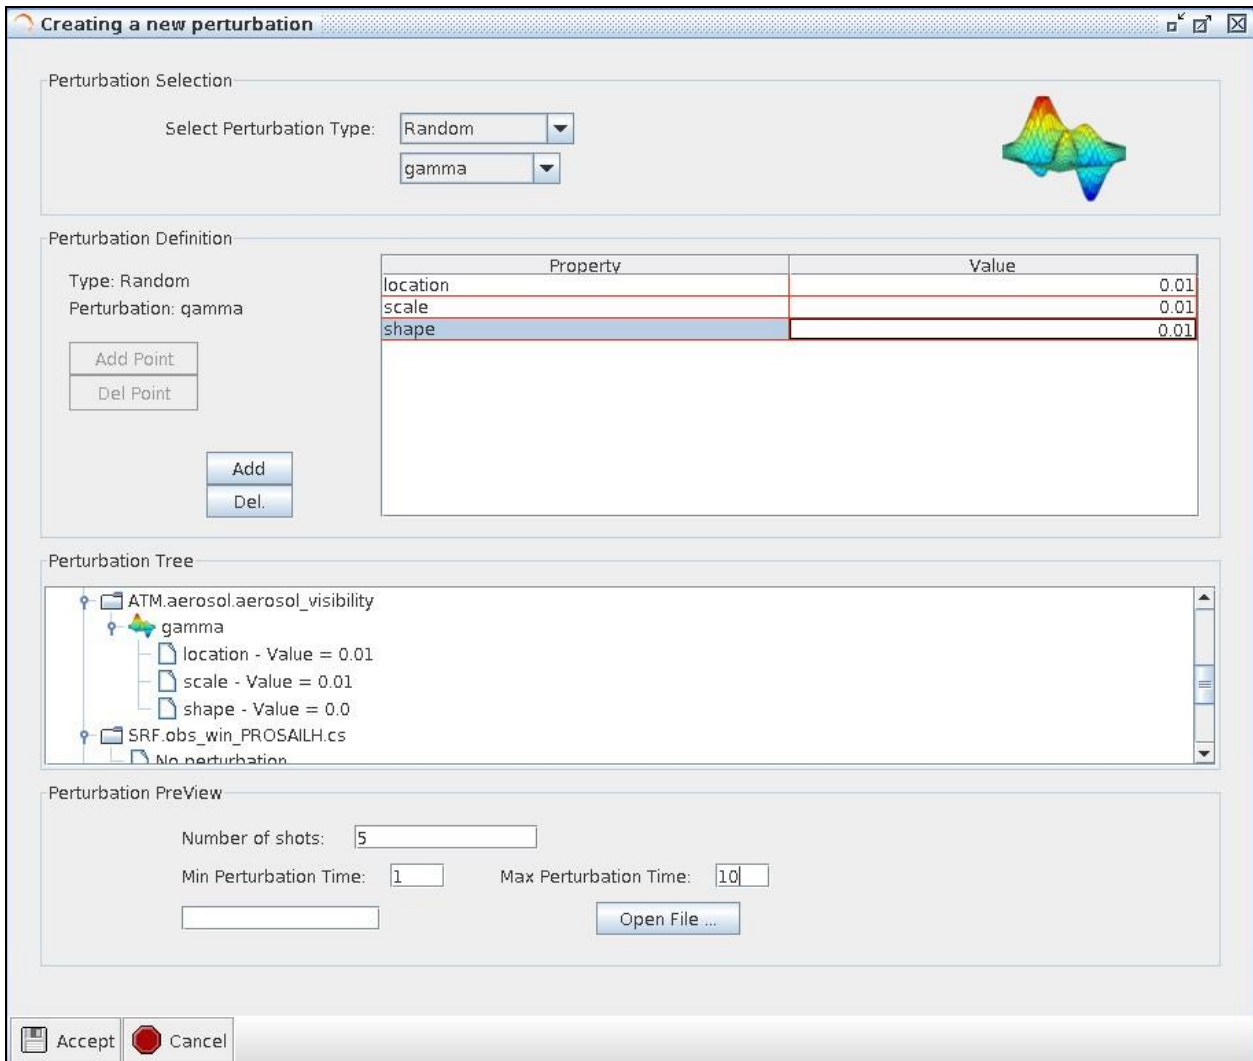 Creating a new perturbation
Perturbation Selection
Select Perturbation Type: Random
gamma
Perturbation Definition
Type: Random
Perturbation: gamma
Property Value
location 0.01
scale 0.01
shape 0.01
Add Point
Del Point
Add
Del.
Perturbation Tree
ATM.aerosol.aerosol_visibility
gamma
location - Value = 0.01
scale - Value = 0.01
shape - Value = 0.0
SRF.obs_win_PROSAILH.cs
No perturbation
Perturbation PreView
Number of shots: 5
Min Perturbation Time: 1 Max Perturbation Time: 10
Open File ...
Accept Cancel